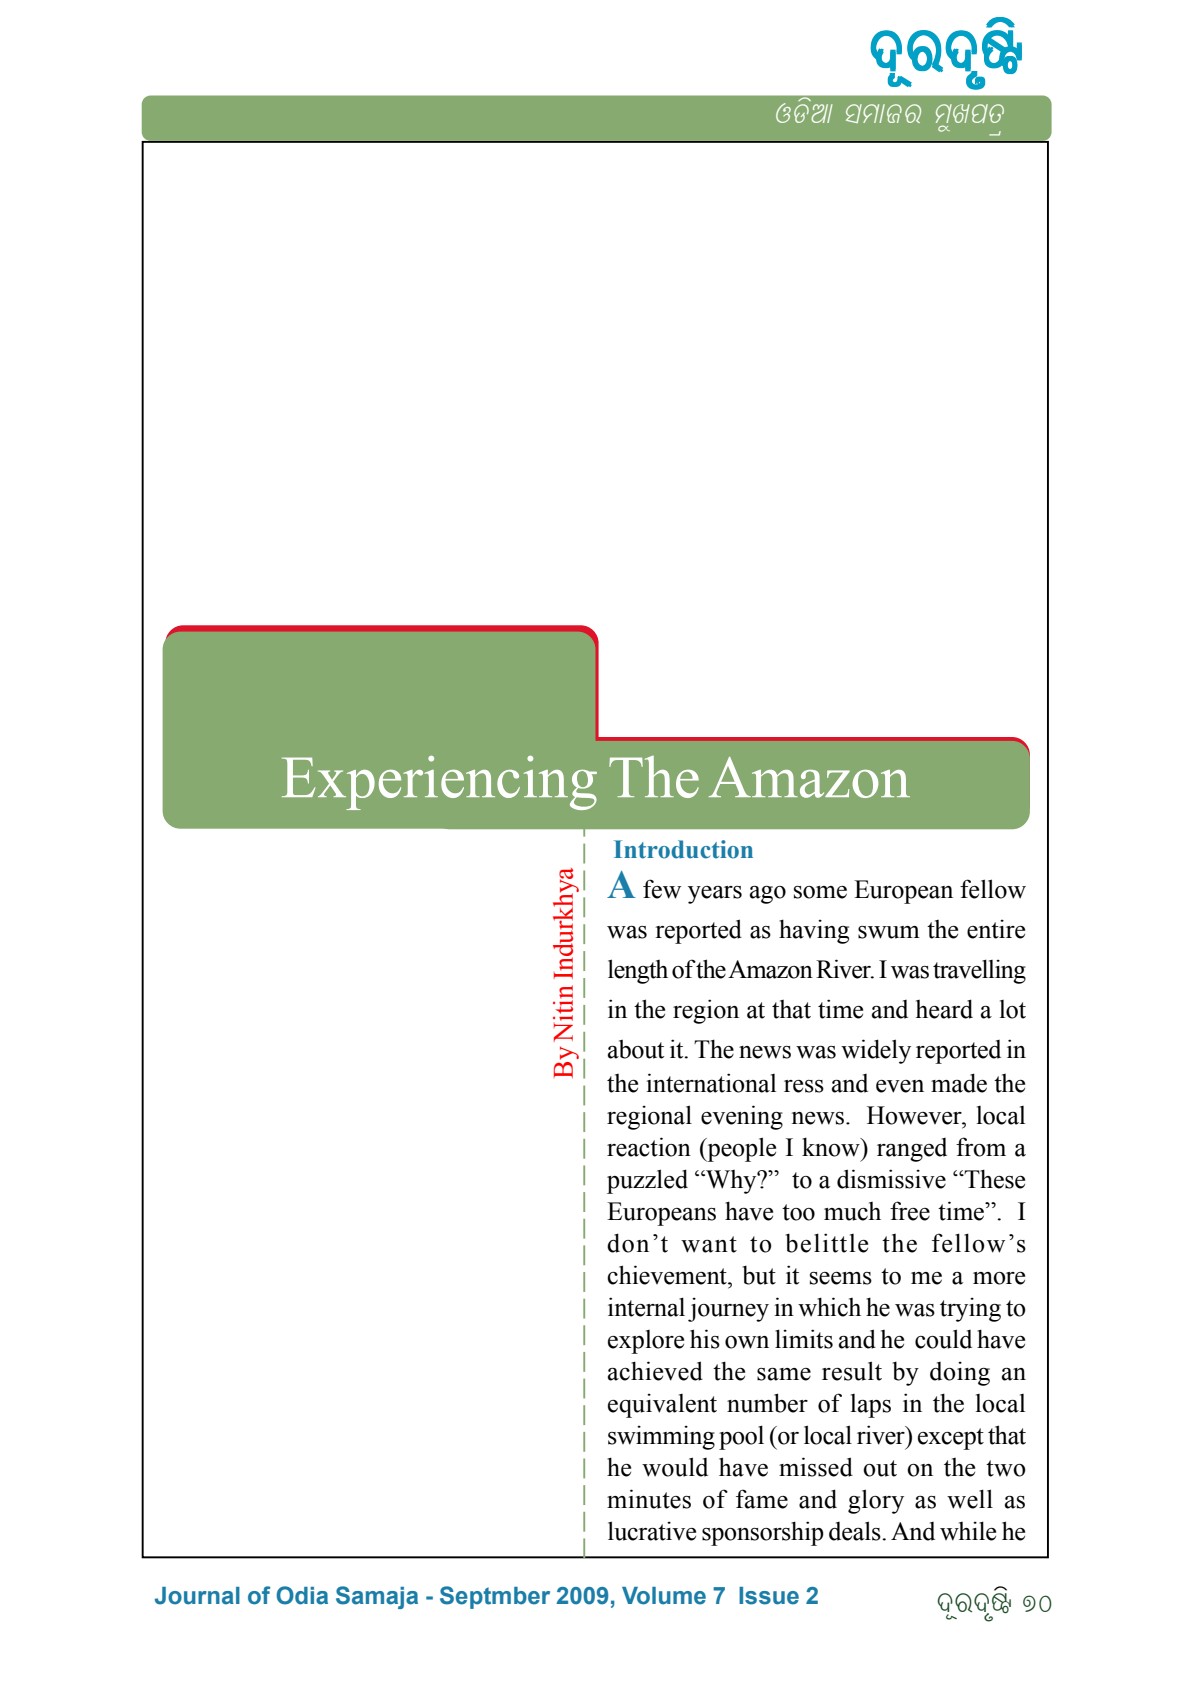 ଦୂରଦୃଷ୍ଟି
ଓଡିଆ ସମାଜର ମୁଖପତ୍ର
Experiencing The Amazon
By Nitin Indurkhya
Introduction
A few years ago some European fellow
was reported as having swum the entire
length of the Amazon River. I was travelling
in the region at that time and heard a lot
about it. The news was widely reported in
the international ress and even made the
regional evening news.  However, local
reaction (people I know) ranged from a
puzzled “Why?”  to a dismissive “These
Europeans have too much free time”.  I
don’t want to belittle the fellow’s
chievement, but it seems to me a more
internal journey in which he was trying to
explore his own limits and he  could have
achieved the same result by doing an
equivalent number of laps in the local
swimming pool (or local river) except that
he would have missed out on the two
minutes of fame and glory as well as
lucrative sponsorship deals. And while he
Journal of Odia Samaja - Septmber 2009, Volume 7  Issue 2
ଦୂରଦୃଷ୍ଟି ୭୦